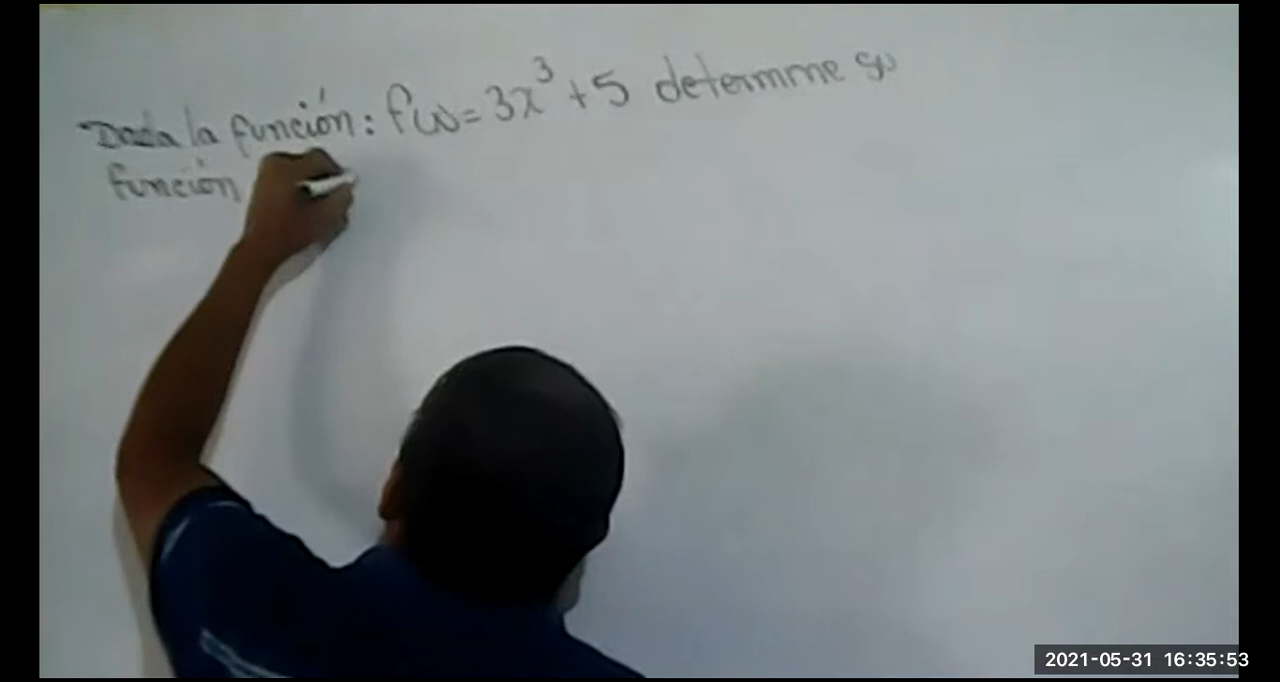 Dada la función: f(x) = 3x³ + 5 determine su
función
2021-05-31 16:35:53